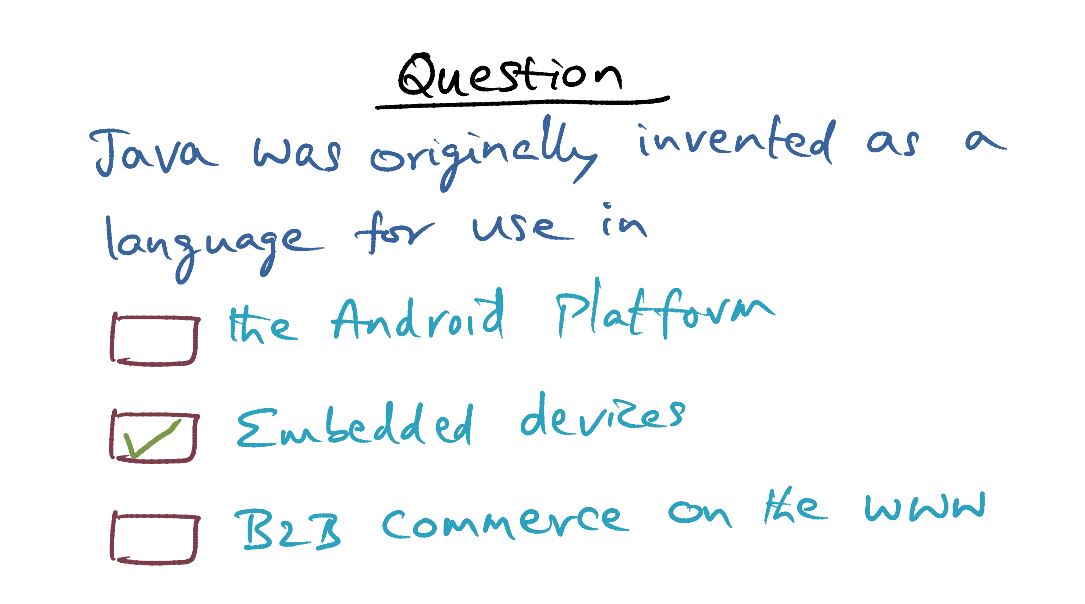 Question
Java was originally invented as a
language for use in
the Android Platform
Embedded devices
B2B Commerce on the WWW